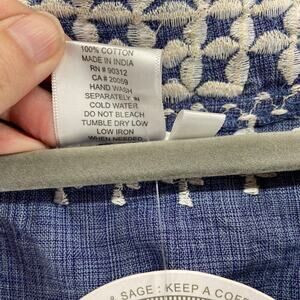 100% COTTON
MADE IN INDIA
RN # 90312
CA # 20059
HAND WASH
SEPARATELY IN
COLD WATER
DO NOT BLEACH
TUMBLE DRY LOW
LOW IRON
WHEN NEEDED
& SAGE : KEEP A COFF